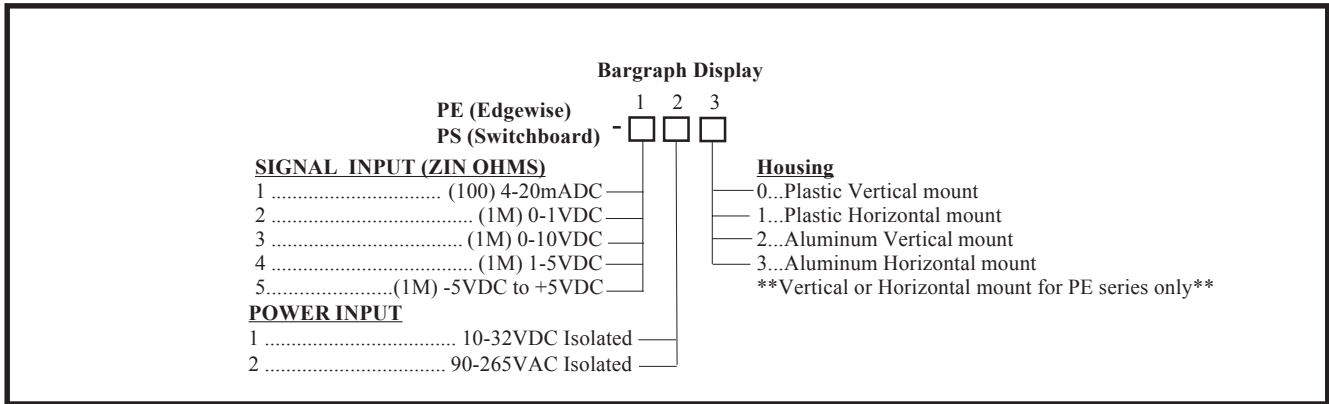 Bargraph Display
PE (Edgewise) 1 2 3
PS (Switchboard) -
SIGNAL INPUT (ZIN OHMS)
1 ................................ (100) 4-20mADC
2 ...................................... (1M) 0-1VDC
3 .................................... (1M) 0-10VDC
4 ...................................... (1M) 1-5VDC
5.......................(1M) -5VDC to +5VDC
POWER INPUT
1 .................................... 10-32VDC Isolated
2 .................................. 90-265VAC Isolated
Housing
0...Plastic Vertical mount
1...Plastic Horizontal mount
2...Aluminum Vertical mount
3...Aluminum Horizontal mount
**Vertical or Horizontal mount for PE series only**